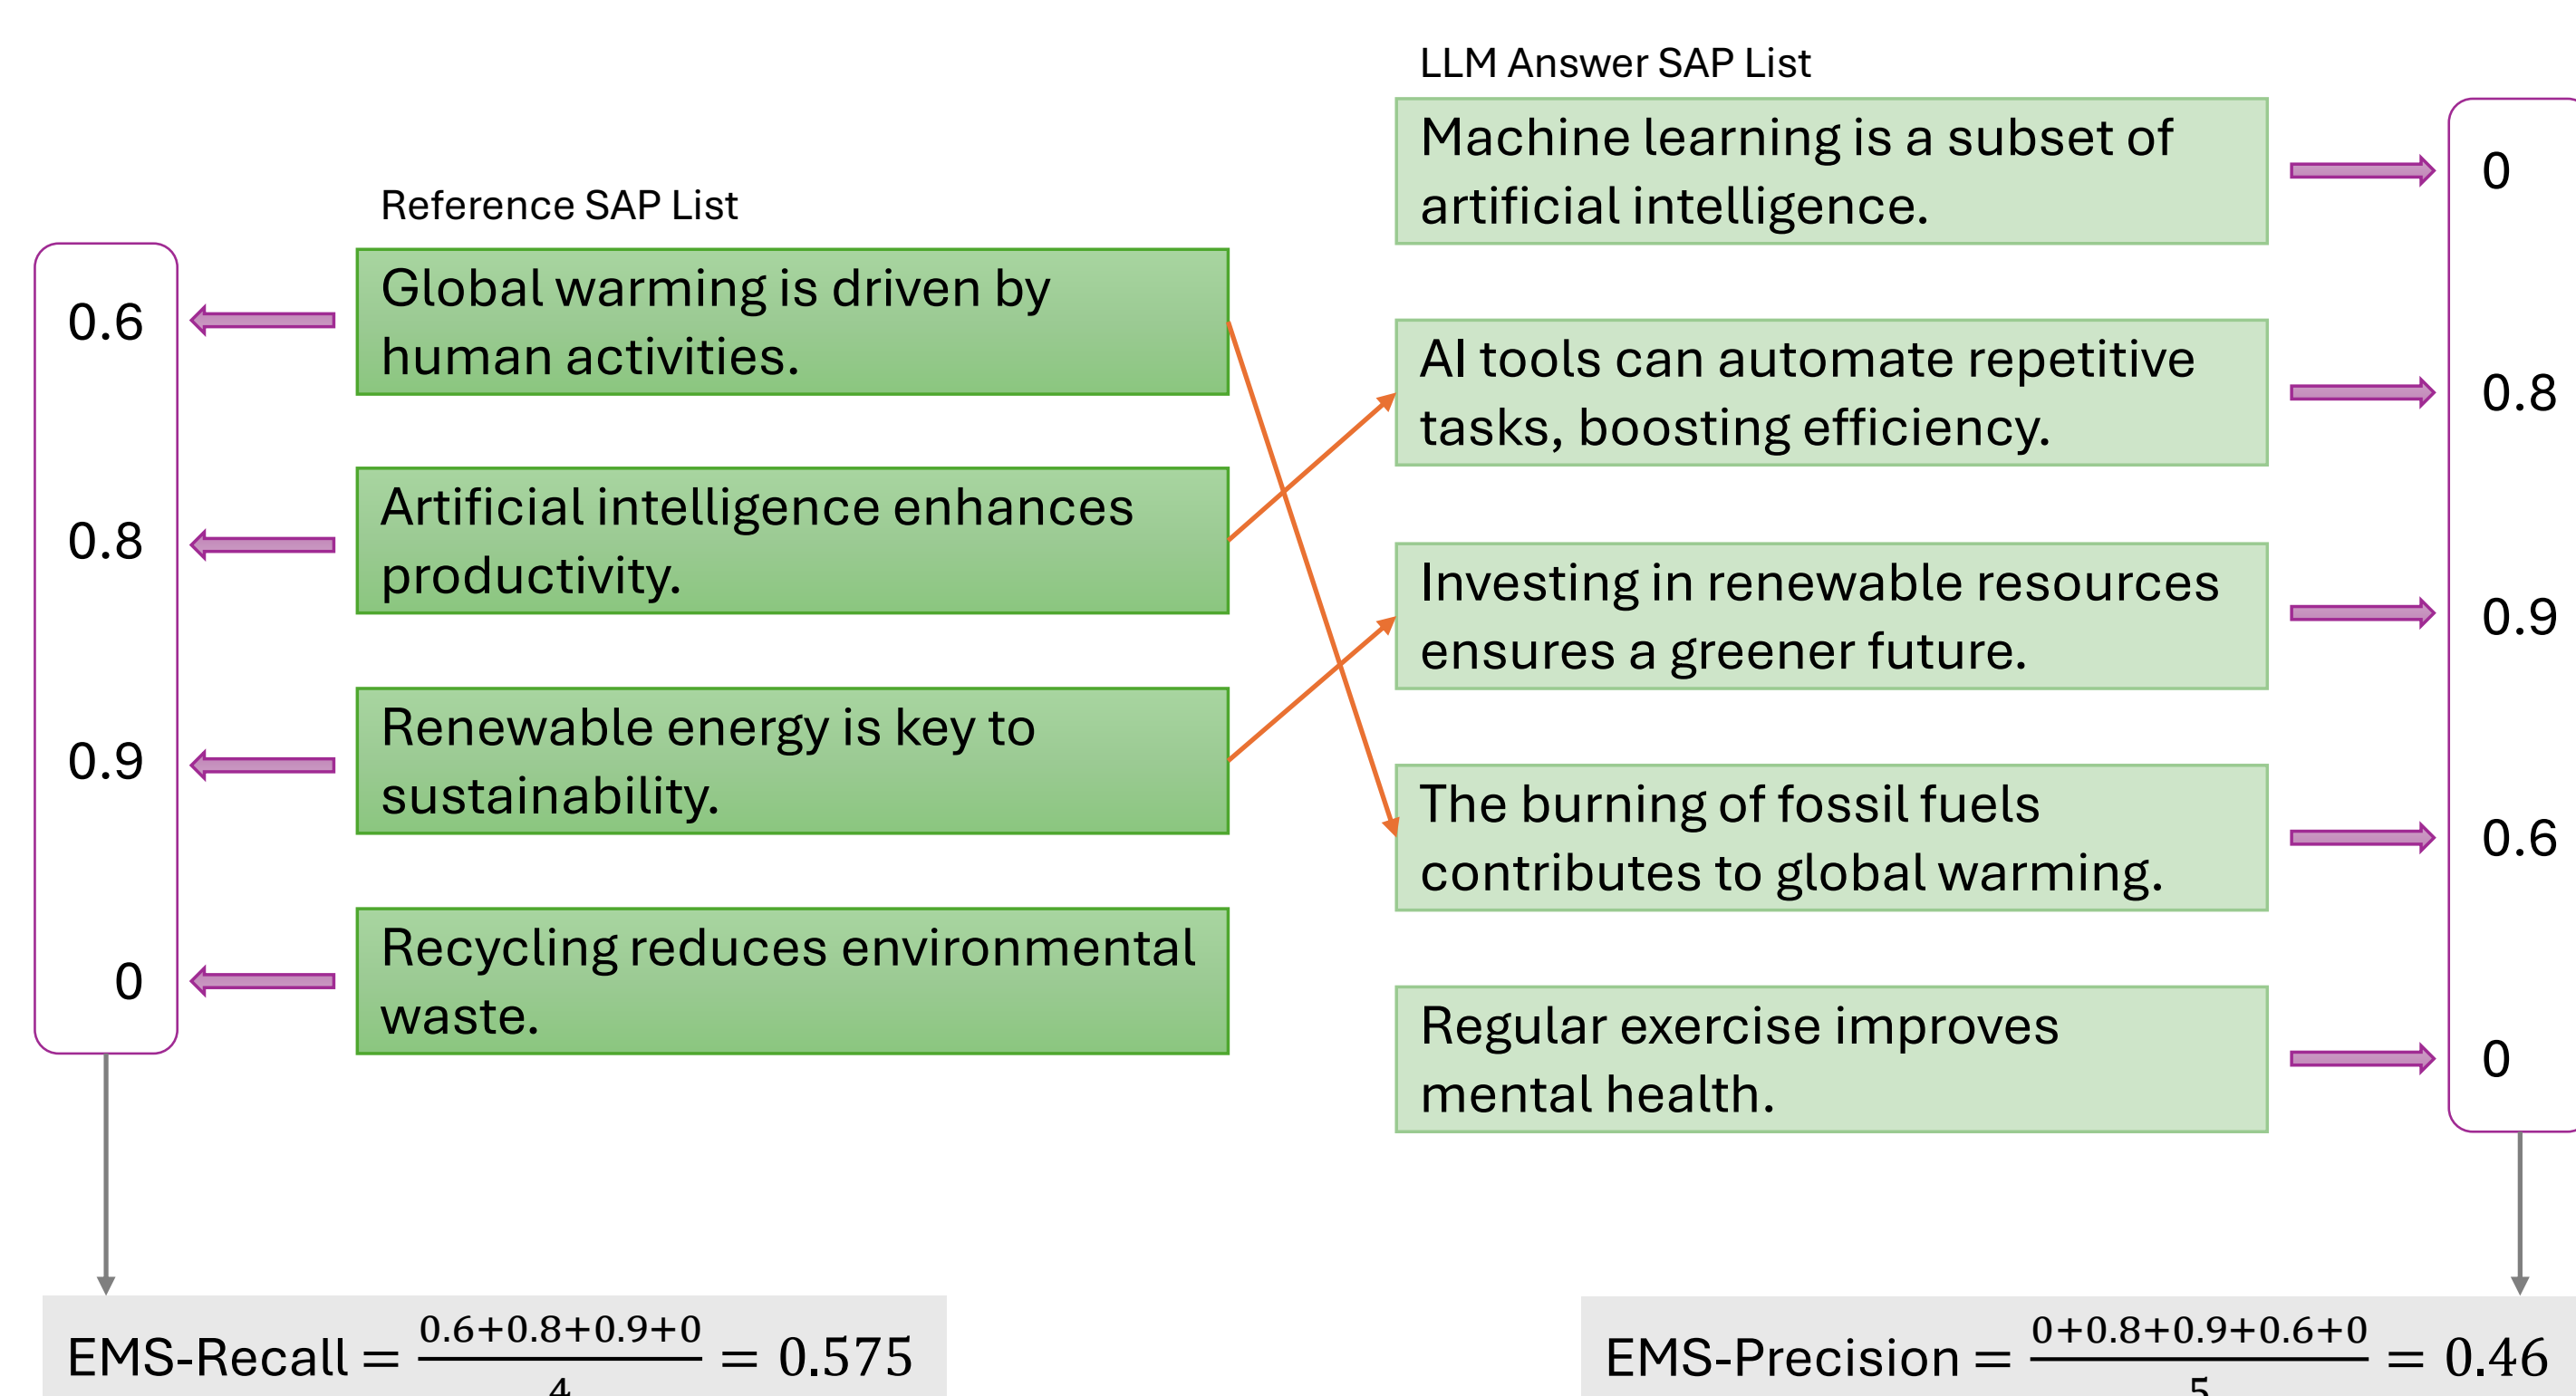 LLM Answer SAP List
Machine learning is a subset of
artificial intelligence.
0
AI tools can automate repetitive
tasks, boosting efficiency.
0.8
Investing in renewable resources
ensures a greener future.
0.9
The burning of fossil fuels
contributes to global warming.
0.6
Regular exercise improves
mental health.
0
Reference SAP List
0.6
Global warming is driven by
human activities.
0.8
Artificial intelligence enhances
productivity.
0.9
Renewable energy is key to
sustainability.
0
Recycling reduces environmental
waste.
EMS-Recall = 0.6+0.8+0.9+0 / 4 = 0.575
EMS-Precision = 0+0.8+0.9+0.6+0 / 5 = 0.46